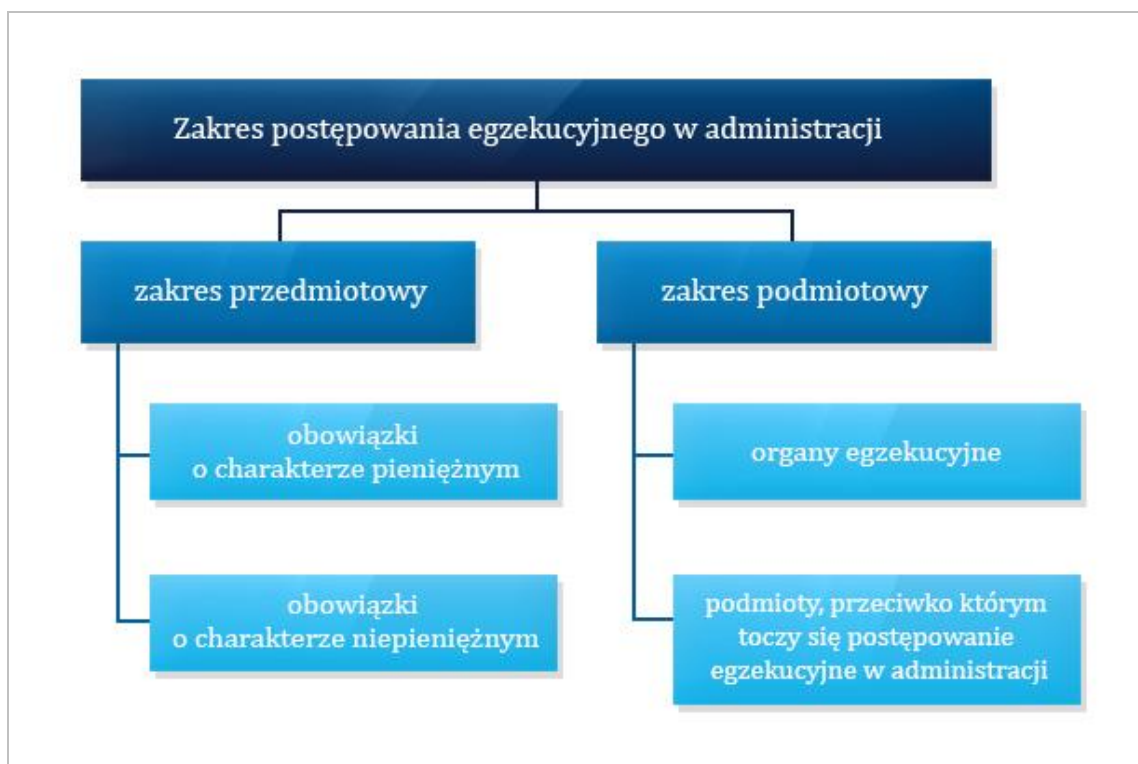 Zakres postępowania egzekucyjnego w administracji
zakres przedmiotowy
obowiązki
o charakterze pieniężnym
obowiązki
o charakterze niepieniężnym
zakres podmiotowy
organy egzekucyjne
podmioty, przeciwko którym
toczy się postępowanie
egzekucyjne w administracji